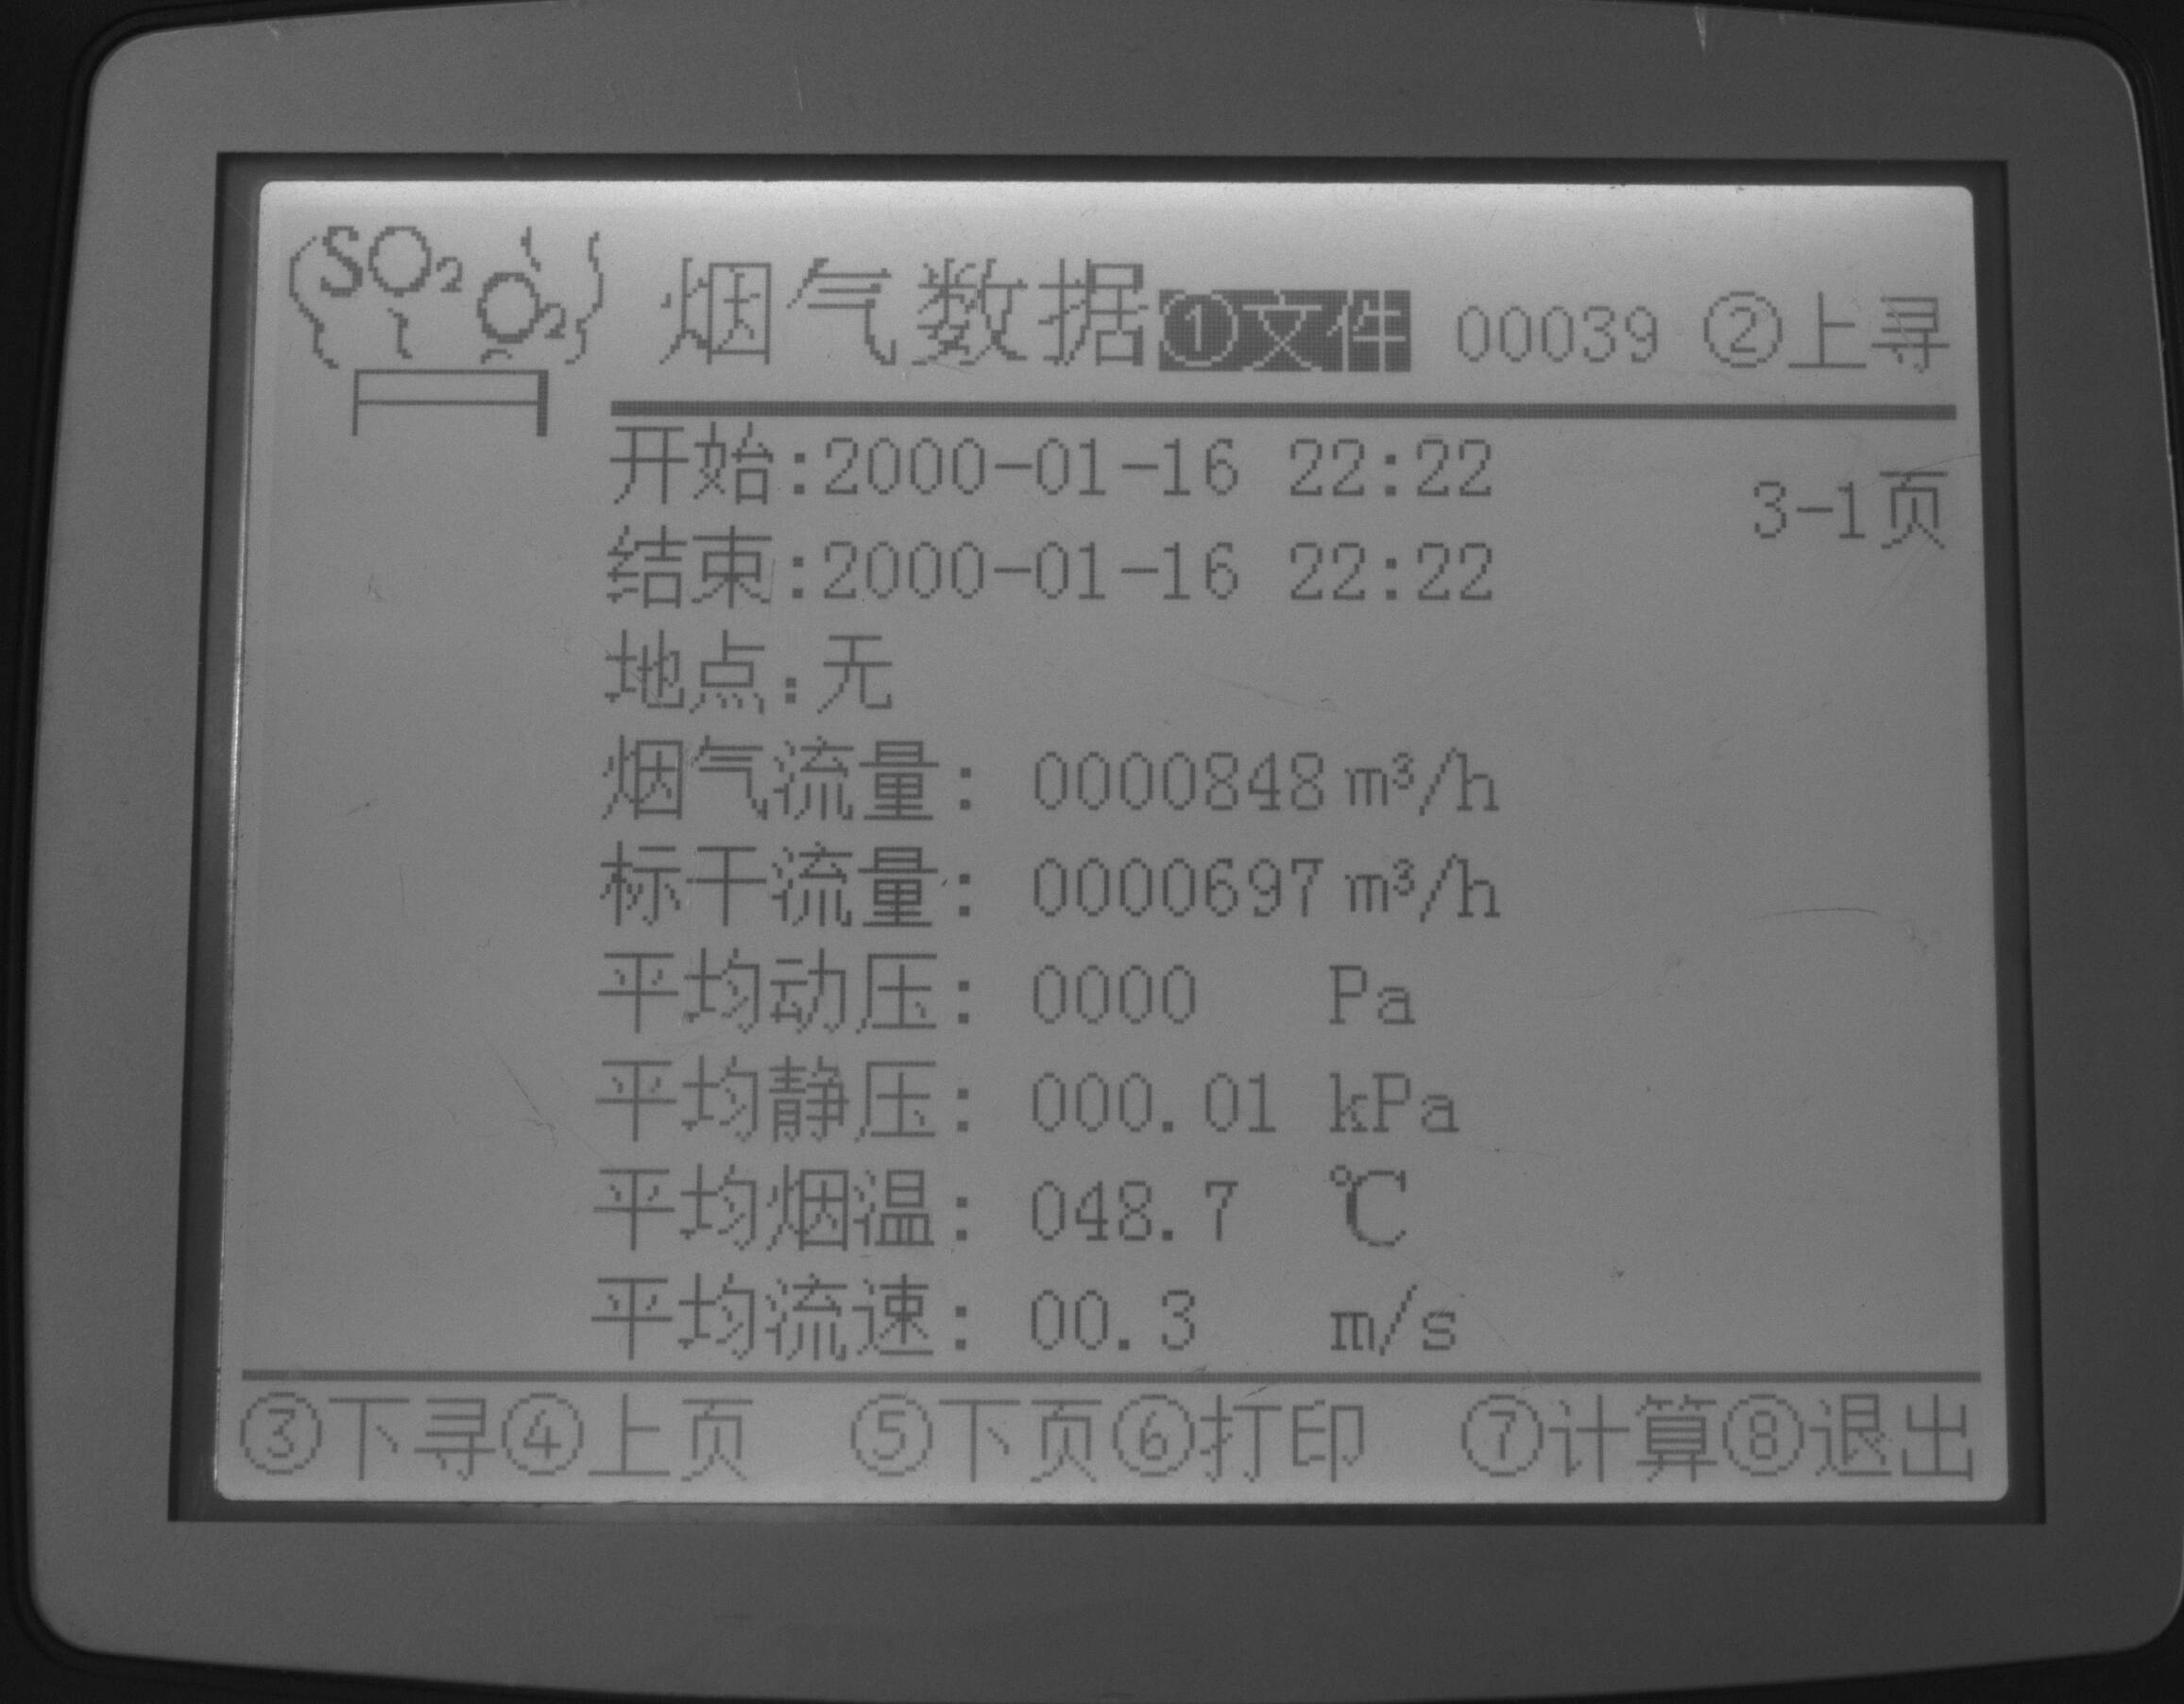 SO₂ O₂
烟气数据 ①文件 00039 ②上寻
开始:2000-01-16 22:22
3-1页
结束:2000-01-16 22:22
地点:无
烟气流量: 0000848 m³/h
标干流量: 0000697 m³/h
平均动压: 0000 Pa
平均静压: 000.01 kPa
平均烟温: 048.7 ℃
平均流速: 00.3 m/s
③下寻④上页 ⑤下页⑥打印 ⑦计算⑧退出